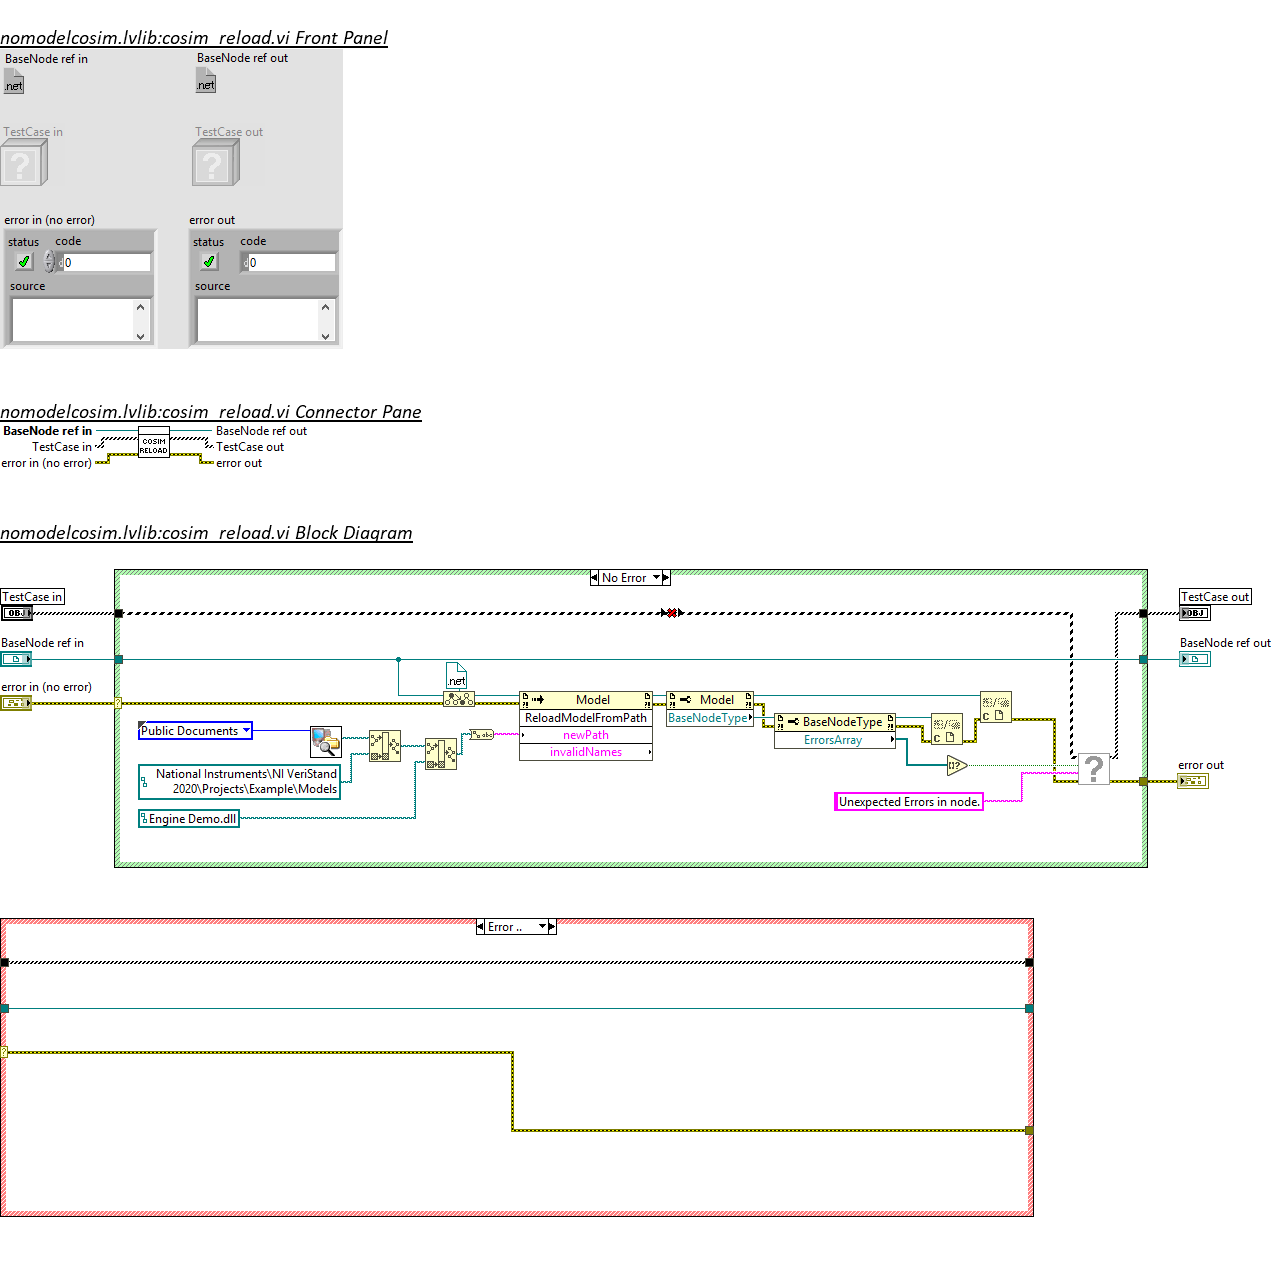 nomodelcosim.lvlib:cosim_reload.vi Front Panel
BaseNode ref in
BaseNode ref out
.net
.net
TestCase in
TestCase out
?
?
error in (no error)
error out
status
code
status
code
d
0
d
0
source
source
nomodelcosim.lvlib:cosim_reload.vi Connector Pane
BaseNode ref in
BaseNode ref out
TestCase in
COSIM
RELOAD
TestCase out
error in (no error)
error out
nomodelcosim.lvlib:cosim_reload.vi Block Diagram
No Error
TestCase in
OBJ
TestCase out
OBJ
BaseNode ref in
BaseNode ref out
.net
error in (no error)
?
Model
ReloadModelFromPath
newPath
invalidNames
Model
BaseNodeType
BaseNodeType
ErrorsArray
C
C
Public Documents
abc
National Instruments\NI VeriStand
2020\Projects\Example\Models
Engine Demo.dll
[]?
?
Unexpected Errors in node.
error out
Error ..
?